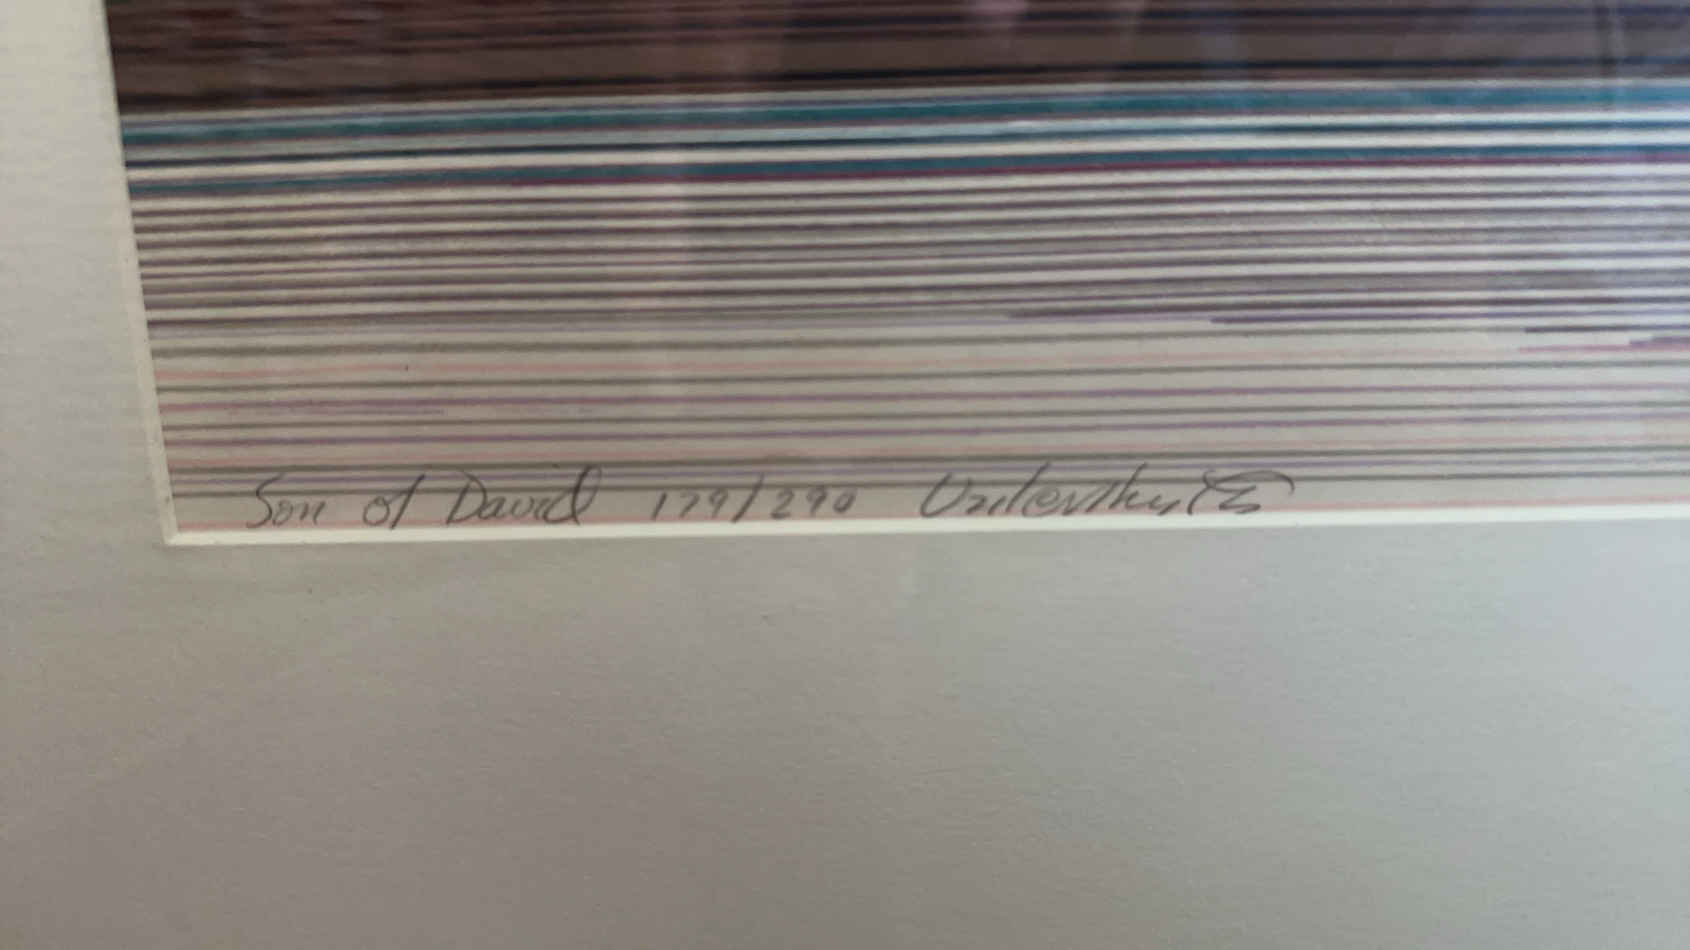 Son of David 179/290 Uzilevsky